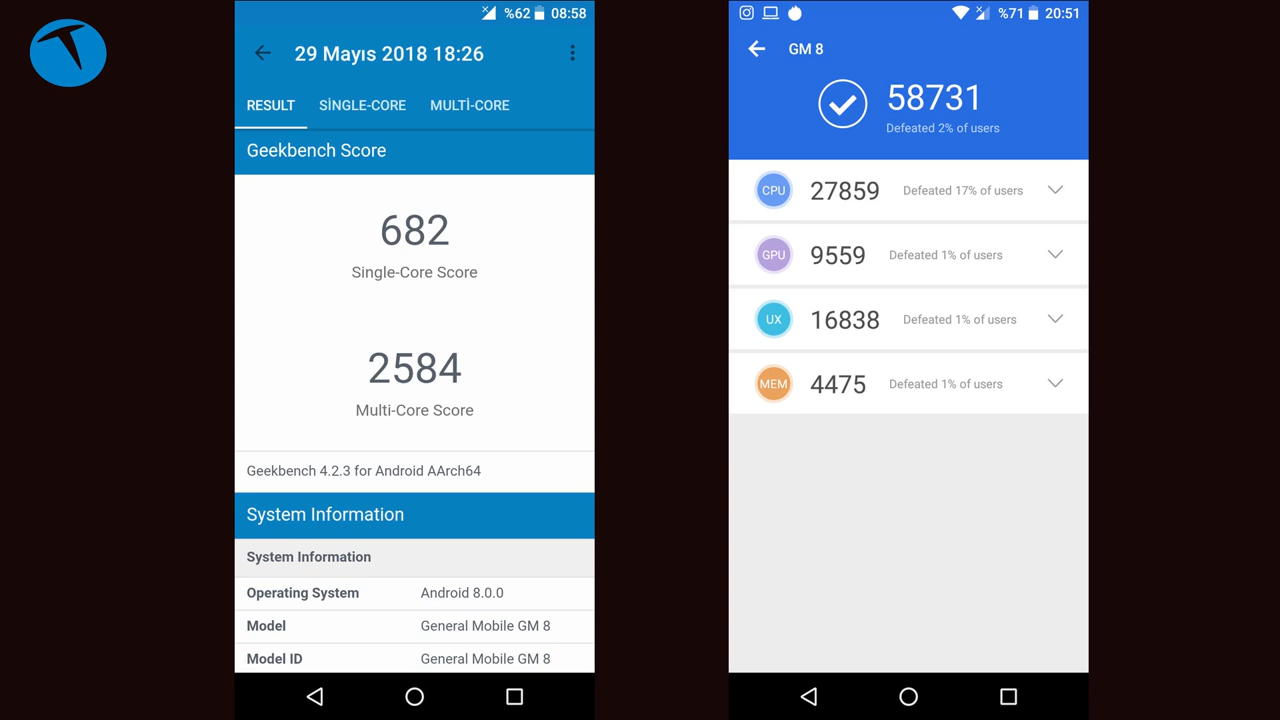 %62 08:58
29 Mayıs 2018 18:26
RESULT SİNGLE-CORE MULTİ-CORE
Geekbench Score
682
Single-Core Score
2584
Multi-Core Score
Geekbench 4.2.3 for Android AArch64
System Information
System Information
Operating System Android 8.0.0
Model General Mobile GM 8
Model ID General Mobile GM 8
%71 20:51
GM 8
58731
Defeated 2% of users
CPU 27859 Defeated 17% of users
GPU 9559 Defeated 1% of users
UX 16838 Defeated 1% of users
MEM 4475 Defeated 1% of users